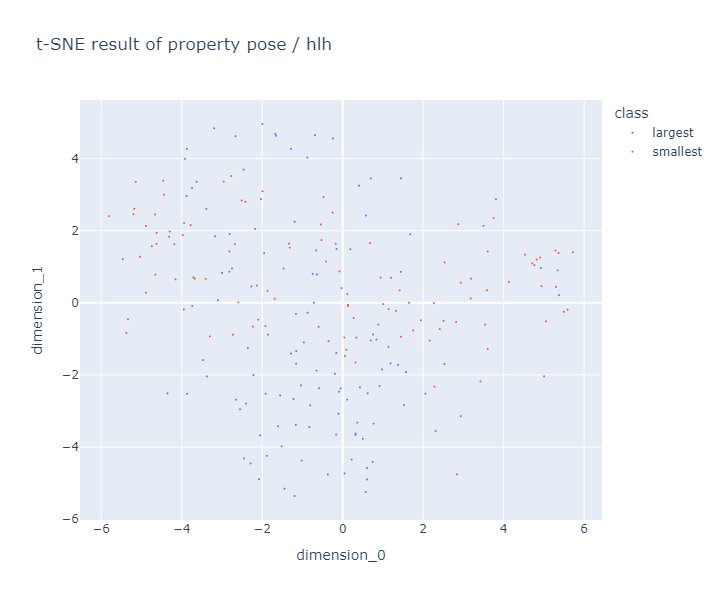 t-SNE result of property pose / hlh
class
largest
smallest
4
2
0
−2
−4
−6
dimension_1
−6
−4
−2
0
2
4
6
dimension_0